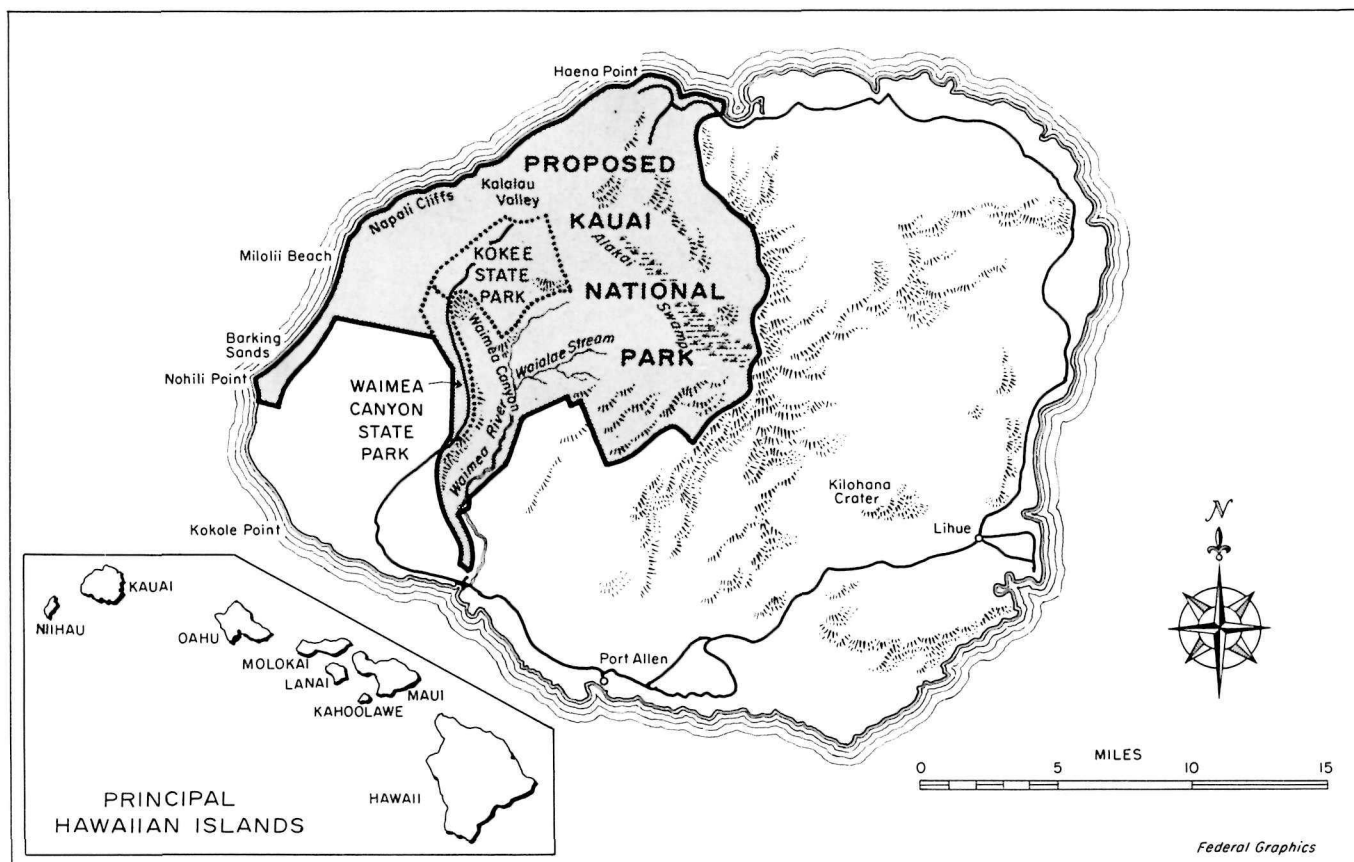 Haena Point
PROPOSED
Kalalau
Valley
Napali Cliffs
KAUAI
Alakai
KOKEE
STATE
PARK
Milolii Beach
NATIONAL
Swamp
Waimea Canyon
Barking
Sands
Waialae Stream
PARK
Nohili Point
WAIMEA
CANYON
STATE
PARK
Waimea River
Kilohana
Crater
Lihue
Kokole Point
N
KAUAI
NIIHAU
OAHU
MOLOKAI
LANAI
MAUI
KAHOOLAWE
HAWAII
PRINCIPAL
HAWAIIAN ISLANDS
Port Allen
MILES
0 5 10 15
Federal Graphics